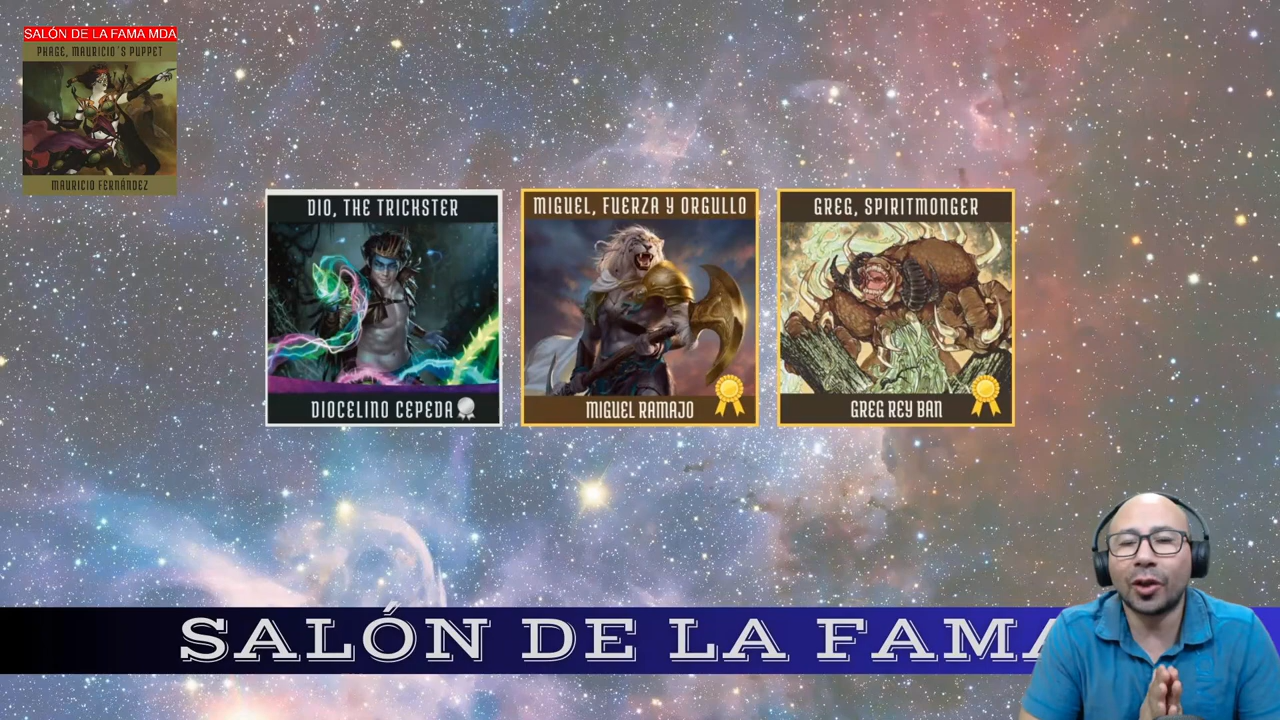 SALÓN DE LA FAMA MDA
PHAGE, MAURICIO'S PUPPET
MAURICIO FERNÁNDEZ
DIO, THE TRICKSTER
DIOCELINO CEPEDA
MIGUEL, FUERZA Y ORGULLO
MIGUEL RAMAJO
GREG, SPIRITMONGER
GREG REY BAN
SALÓN DE LA FAMA